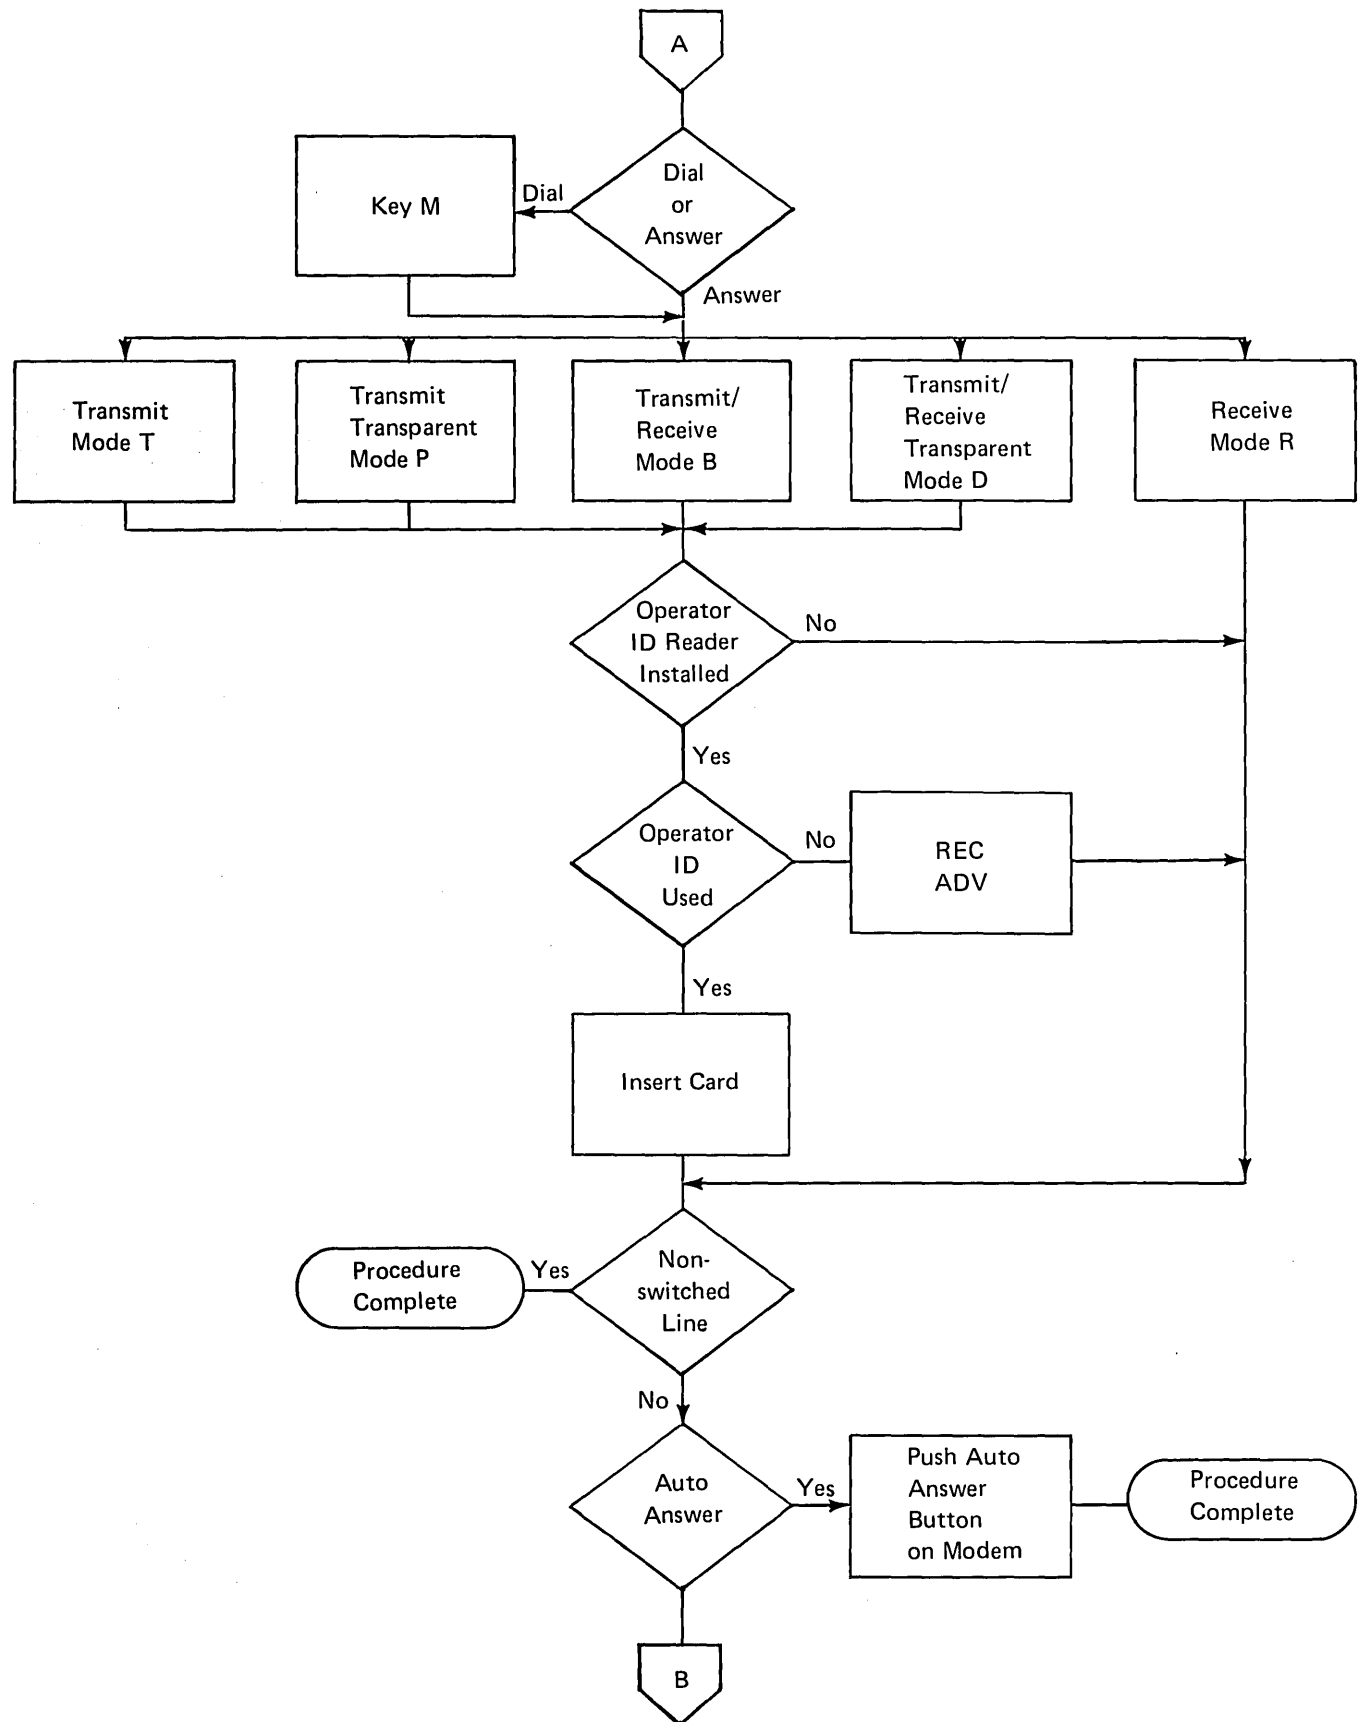 A
Dial
or
Answer
Dial
Key M
Answer
Transmit
Mode T
Transmit
Transparent
Mode P
Transmit/
Receive
Mode B
Transmit/
Receive
Transparent
Mode D
Receive
Mode R
Operator
ID Reader
Installed
No
Yes
Operator
ID
Used
No
REC
ADV
Yes
Insert Card
Non-
switched
Line
Yes
Procedure
Complete
No
Auto
Answer
Yes
Push Auto
Answer
Button
on Modem
Procedure
Complete
B